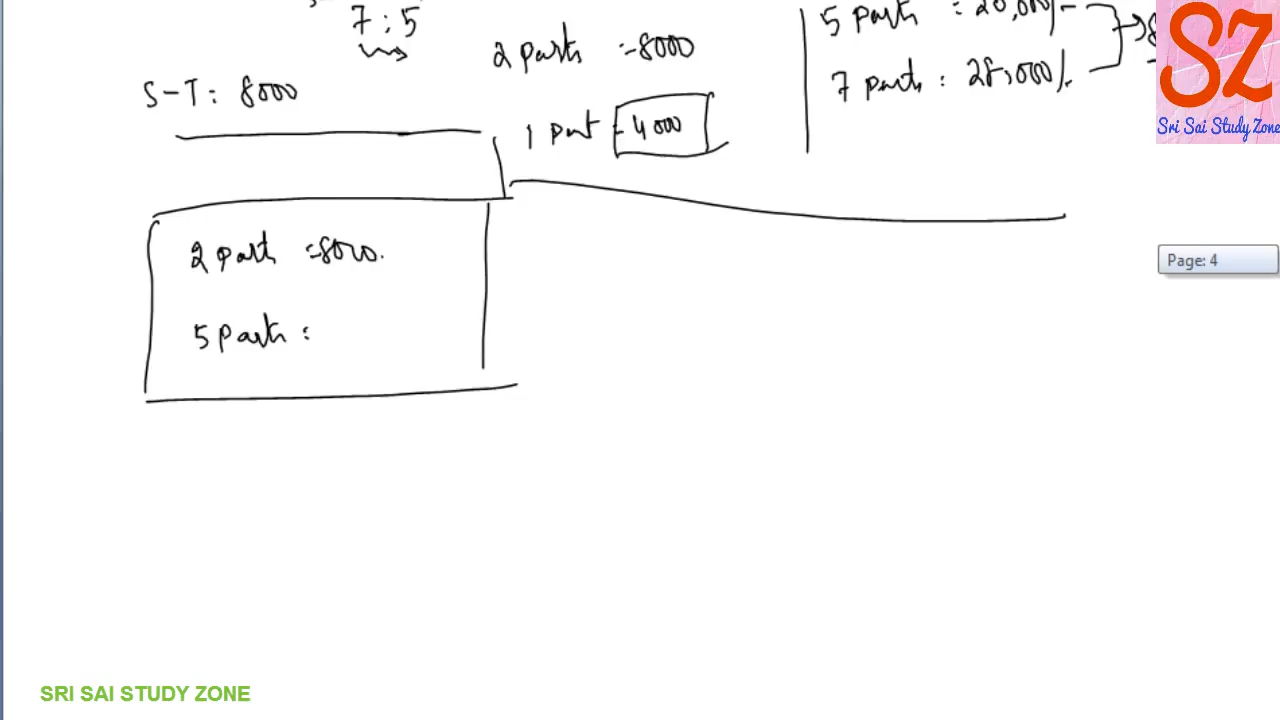 7 : 5
2 parts = 8000
S-T : 8000
1 part = 4000
5 parts : 20,000/-
7 parts : 28,000/-
SZ
Sri Sai Study Zone
2 part = 8000.
5 parts :
Page: 4
SRI SAI STUDY ZONE